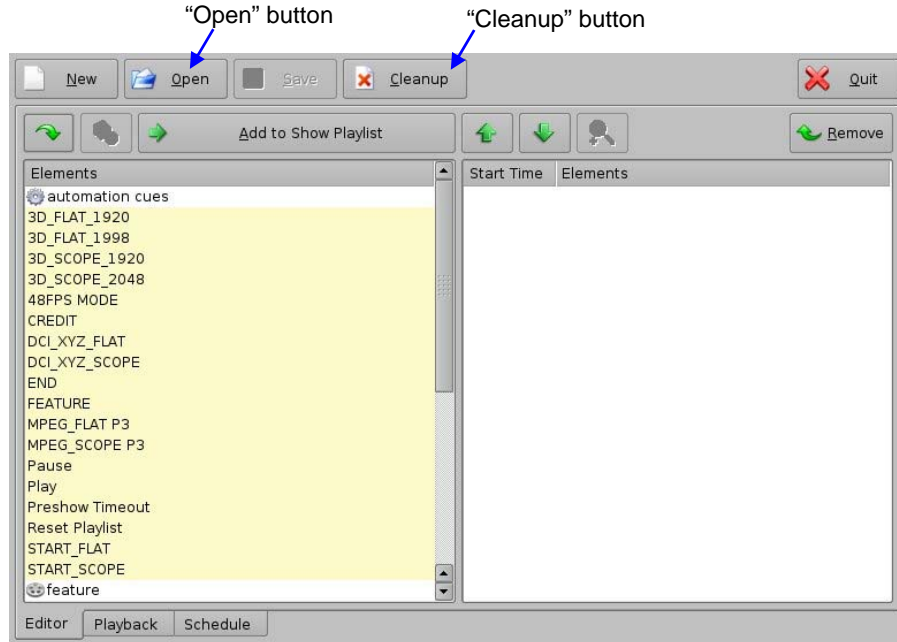 “Open” button
“Cleanup” button
New Open Save Cleanup Quit
Add to Show Playlist Remove
Elements
automation cues
3D_FLAT_1920
3D_FLAT_1998
3D_SCOPE_1920
3D_SCOPE_2048
48FPS MODE
CREDIT
DCI_XYZ_FLAT
DCI_XYZ_SCOPE
END
FEATURE
MPEG_FLAT P3
MPEG_SCOPE P3
Pause
Play
Preshow Timeout
Reset Playlist
START_FLAT
START_SCOPE
feature
Start Time Elements
Editor Playback Schedule